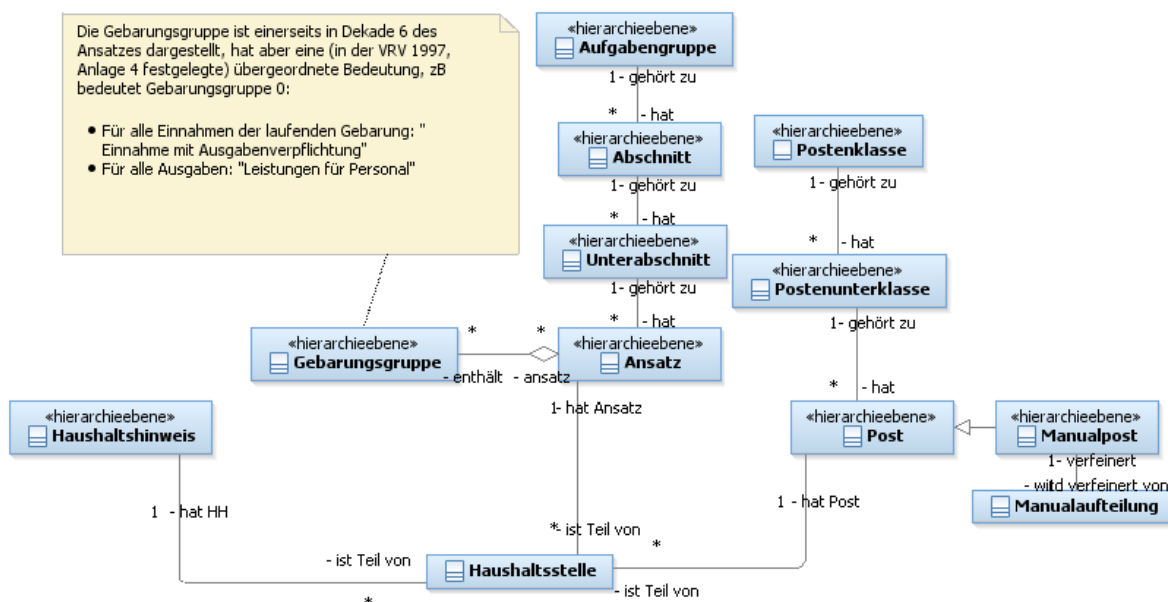 Die Gebarungsgruppe ist einerseits in Dekade 6 des
Ansatzes dargestellt, hat aber eine (in der VRV 1997,
Anlage 4 festgelegte) übergeordnete Bedeutung, zB
bedeutet Gebarungsgruppe 0:
• Für alle Einnahmen der laufenden Gebarung: "
Einnahme mit Ausgabenverpflichtung"
• Für alle Ausgaben: "Leistungen für Personal"
«hierarchieebene»
Aufgabengruppe
1 - gehört zu
* - hat
«hierarchieebene»
Abschnitt
1 - gehört zu
* - hat
«hierarchieebene»
Unterabschnitt
1 - gehört zu
* - hat
«hierarchieebene»
Ansatz
«hierarchieebene»
Postenklasse
1 - gehört zu
* - hat
«hierarchieebene»
Postenunterklasse
1 - gehört zu
* - hat
«hierarchieebene»
Gebarungsgruppe
* *
- enthält - ansatz
1 - hat Ansatz
«hierarchieebene»
Haushaltshinweis
«hierarchieebene»
Post
«hierarchieebene»
Manualpost
1 - verfeinert
- witd verfeinert von
Manualaufteilung
1 - hat HH
1 - hat Post
* - ist Teil von
*
- ist Teil von
Haushaltsstelle
- ist Teil von
*